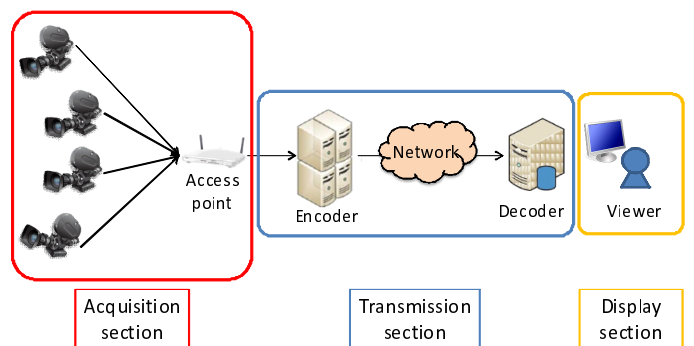 Access
point
Encoder
Network
Decoder
Viewer
Acquisition
section
Transmission
section
Display
section